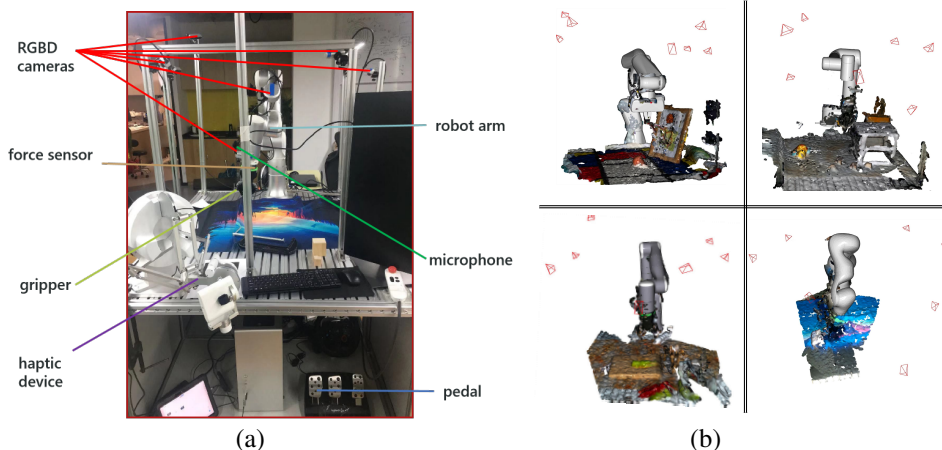 RGBD
cameras
robot arm
force sensor
microphone
gripper
haptic
device
pedal
(a)
(b)